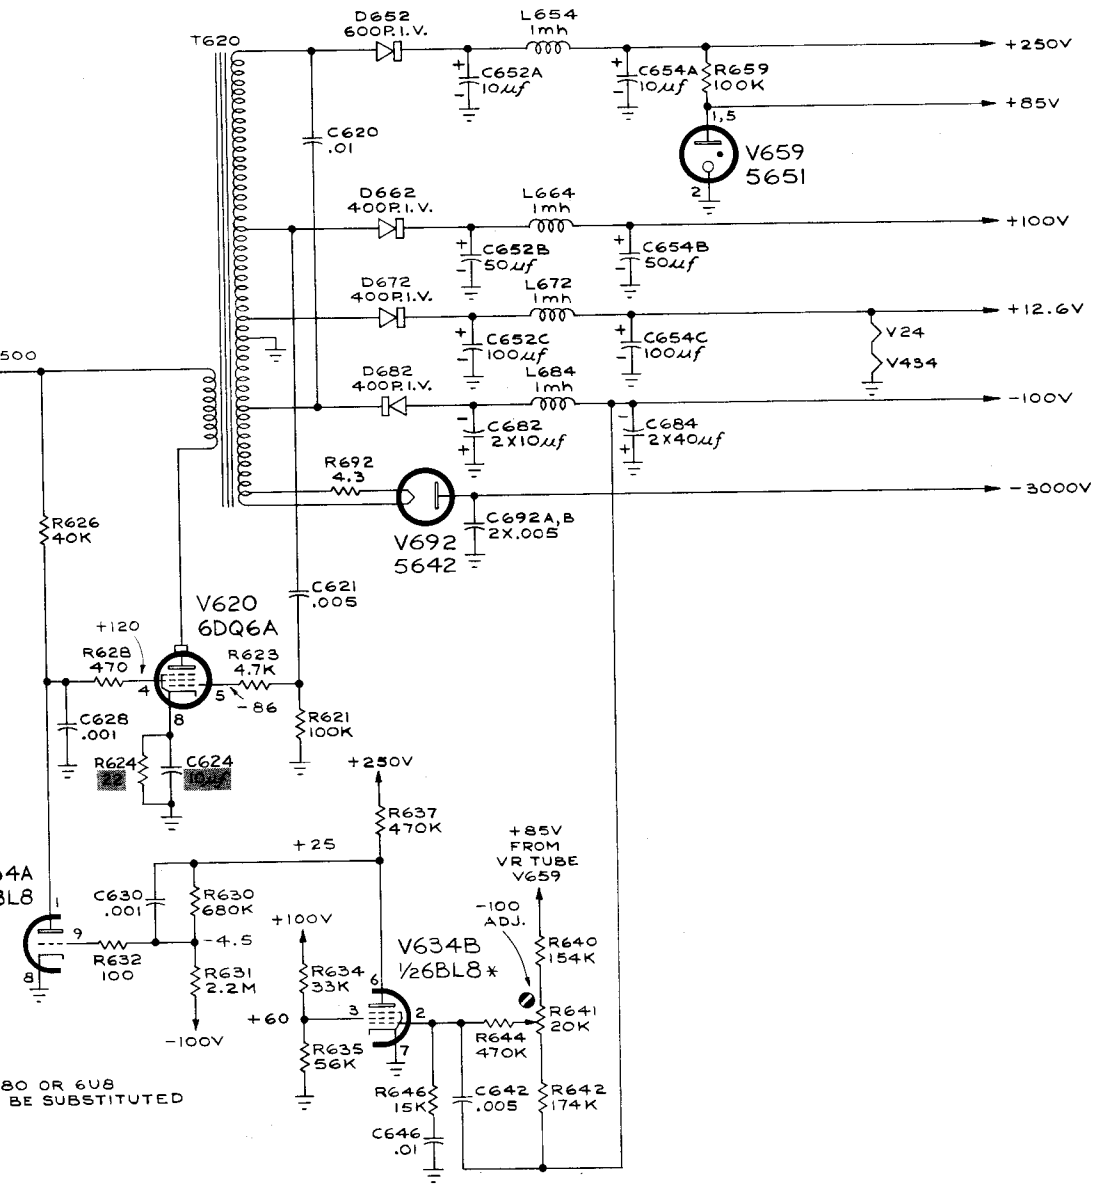 T620
D652
600P.I.V.
L654
1mh
+250V
C652A
10µf
C654A
10µf
R659
100K
+85V
1,5
V659
5651
2
C620
.01
D662
400P.I.V.
L664
1mh
+100V
C652B
50µf
C654B
50µf
D672
400P.I.V.
L672
1mh
+12.6V
C652C
100µf
C654C
100µf
V24
V434
500
D682
400P.I.V.
L684
1mh
-100V
C682
2X10µf
C684
2X40µf
R692
4.3
-3000V
V692
5642
C692A,B
2X.005
R626
40K
C621
.005
V620
6DQ6A
+120
R628
470
4
5
8
R623
4.7K
-86
C628
.001
R621
100K
R624
22
C624
10µf
+250V
R637
470K
+25
+85V
FROM
VR TUBE
V659
4A
BL8
1
9
8
C630
.001
R630
680K
-4.5
R632
100
R631
2.2M
-100V
+100V
R634
33K
+60
R635
56K
V634B
1/26BL8*
6
3
2
7
-100
ADJ.
R640
154K
R641
20K
R644
470K
R646
15K
C642
.005
R642
174K
C646
.01
80 OR 6U8
BE SUBSTITUTED